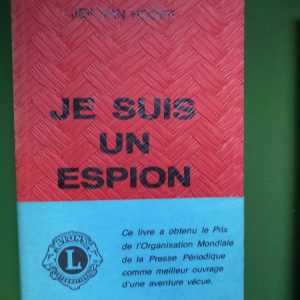 JEF VAN HOOFF
JE SUIS
UN
ESPION
LIONS
L
INTERNATIONAL
Ce livre a obtenu le Prix
de l'Organisation Mondiale
de la Presse Périodique
comme meilleur ouvrage
d'une aventure vécue.